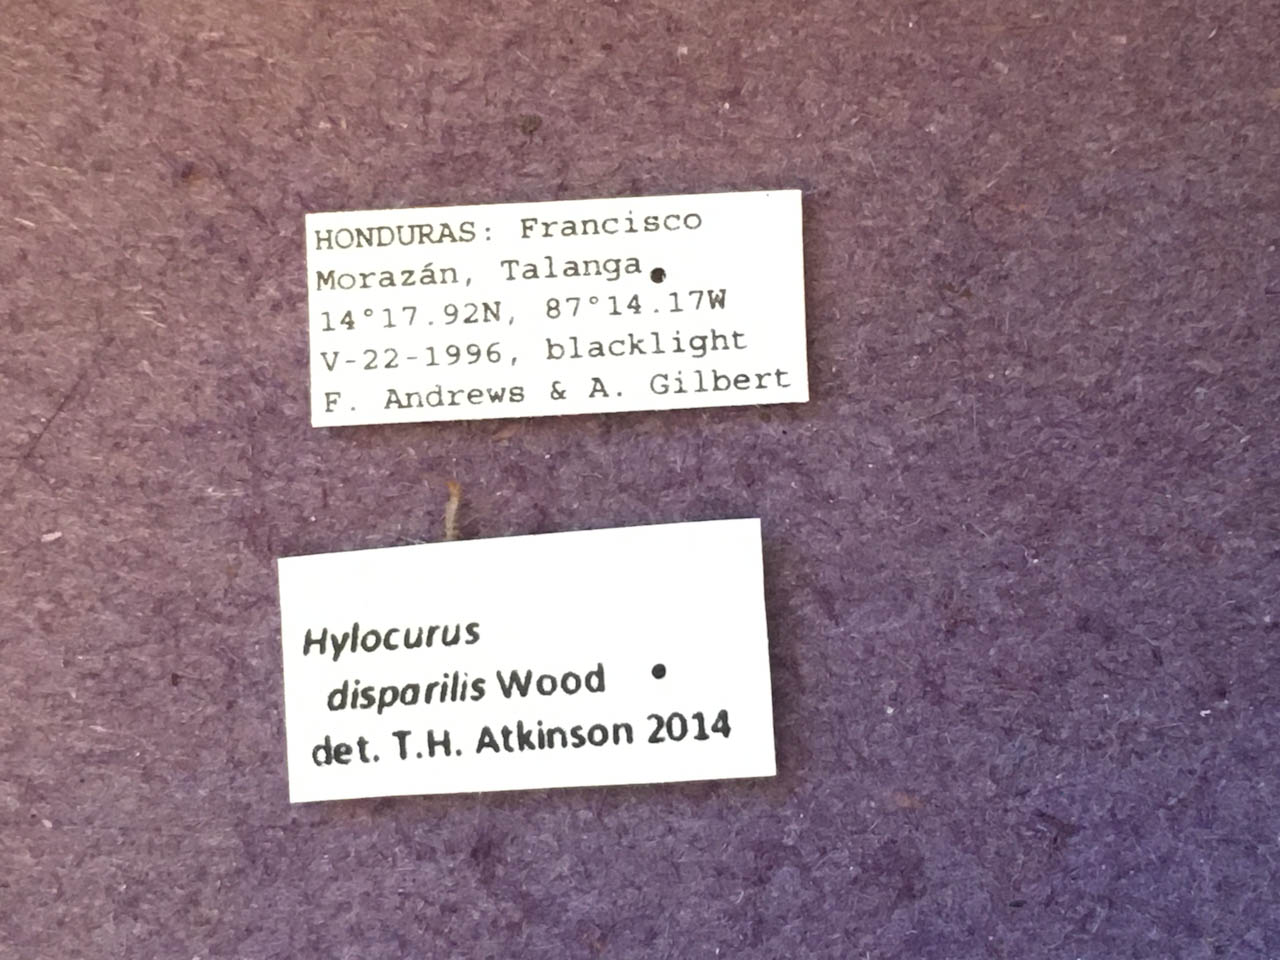 HONDURAS: Francisco
Morazán, Talanga
14°17.92N, 87°14.17W
V-22-1996, blacklight
F. Andrews & A. Gilbert
Hylocurus
disparilis Wood
det. T.H. Atkinson 2014